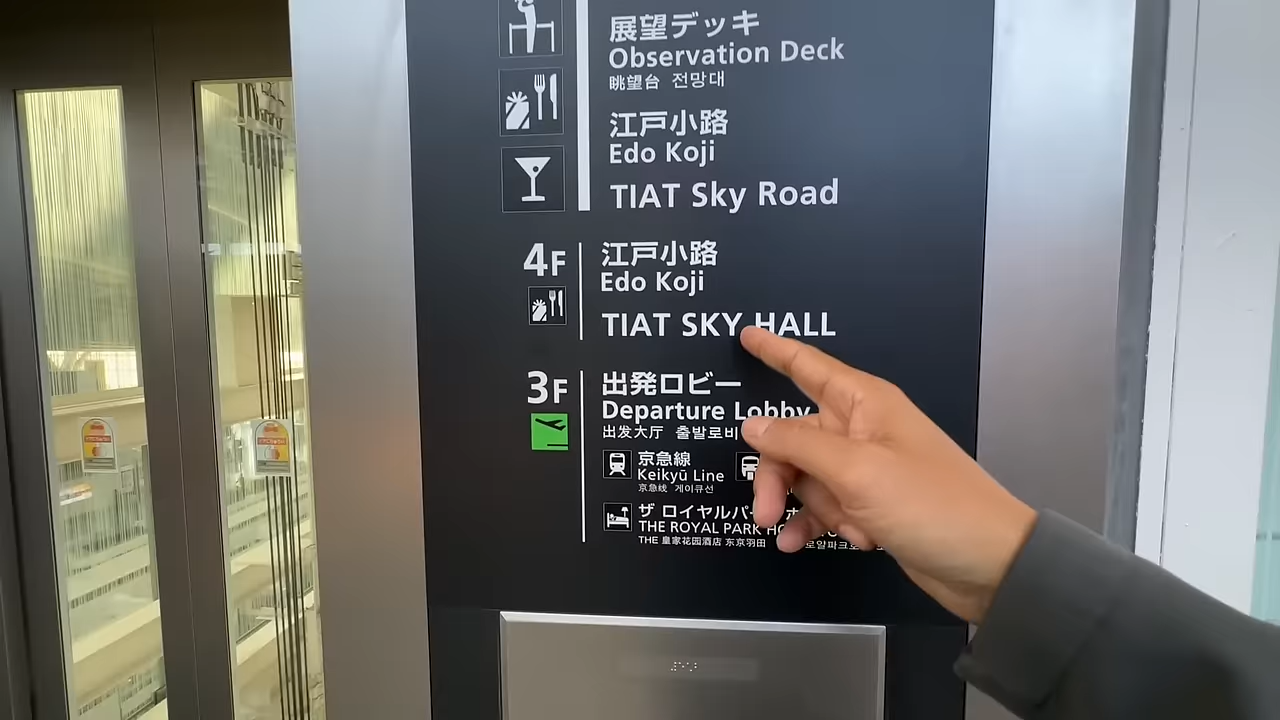 展望デッキ
Observation Deck
眺望台 전망대
江戸小路
Edo Koji
TIAT Sky Road
4F
江戸小路
Edo Koji
TIAT SKY HALL
3F
出発ロビー
Departure Lobby
出发大厅 출발로비
京急線
Keikyū Line
京急线 게이큐선
ザ ロイヤルパー
THE ROYAL PARK HO
THE 皇家花园酒店 东京羽田